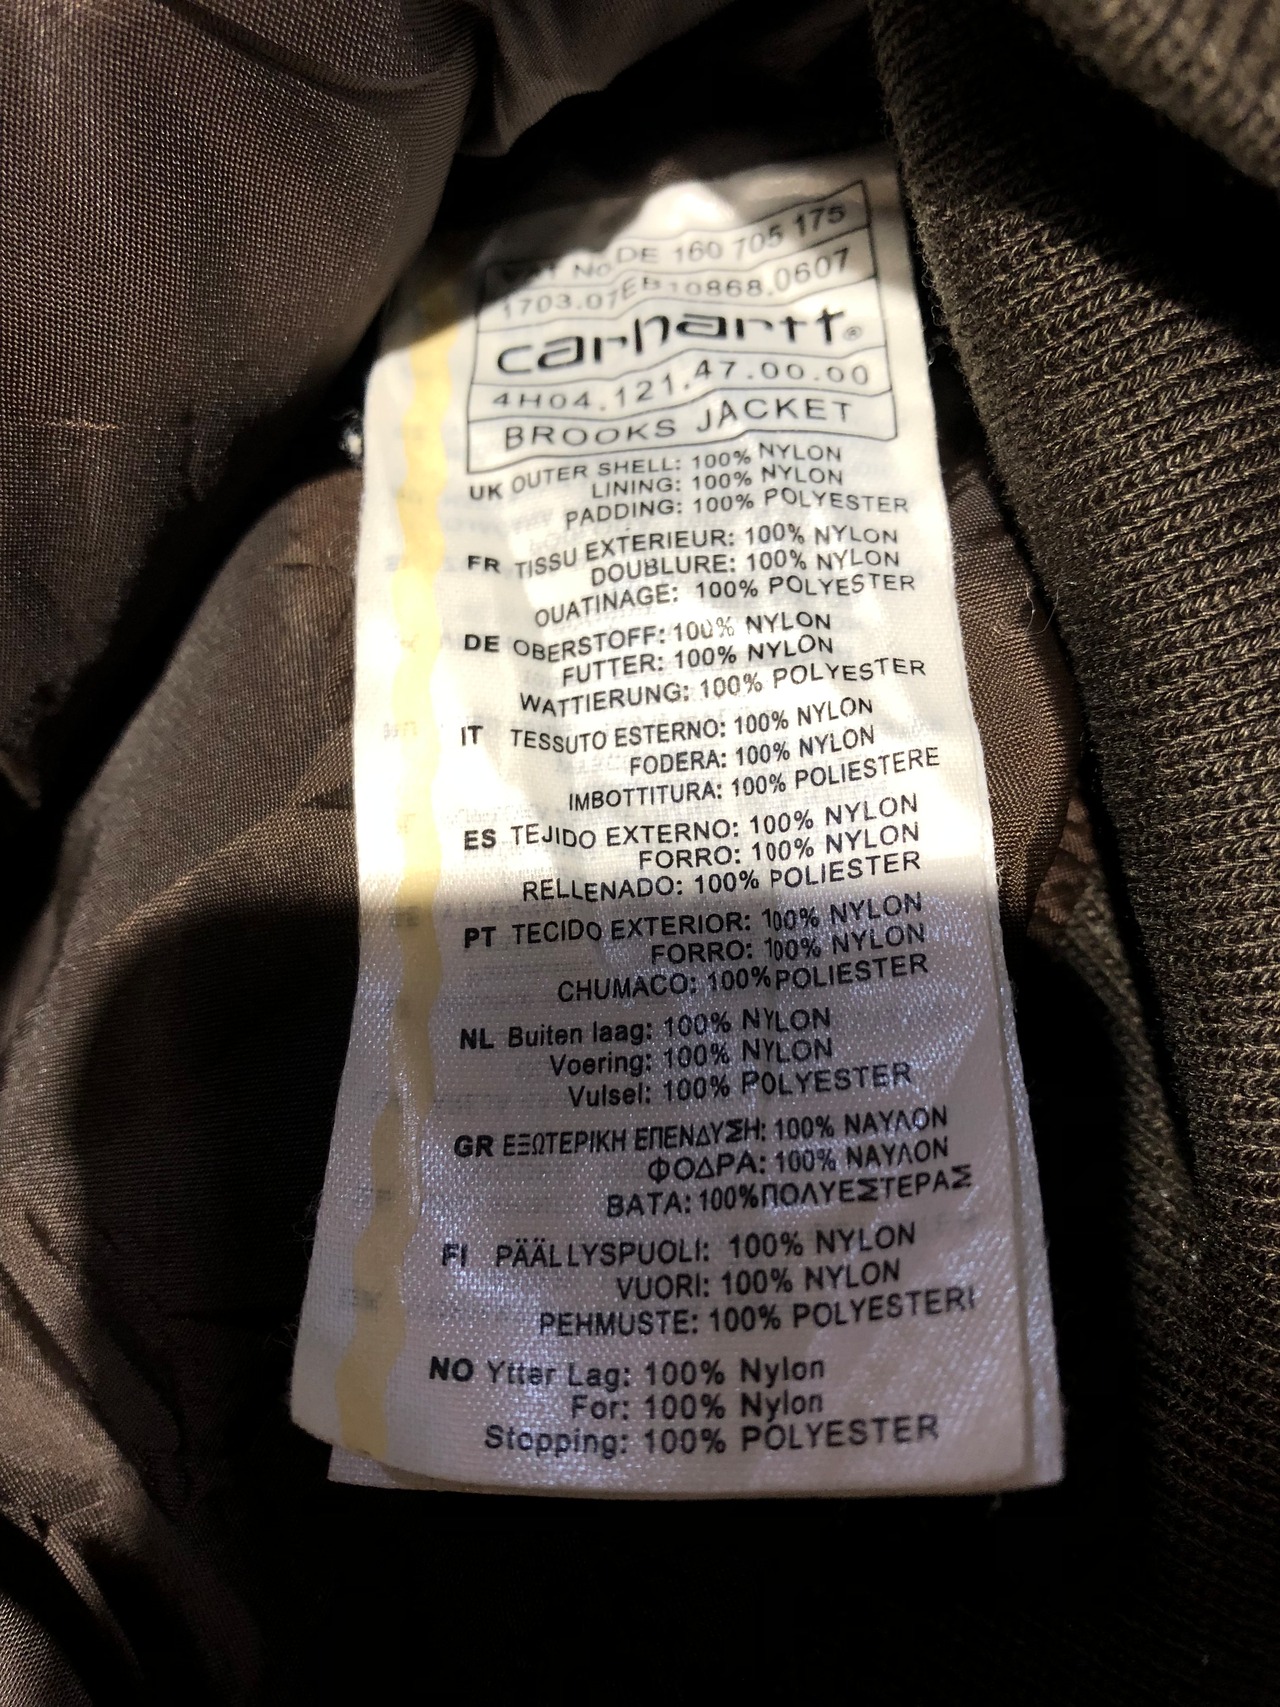 VAT No DE 160 705 175
1703.07EB10868.0607
carhartt®
4H04.121.47.00.00
BROOKS JACKET
UK OUTER SHELL: 100% NYLON
LINING: 100% NYLON
PADDING: 100% POLYESTER
FR TISSU EXTERIEUR: 100% NYLON
DOUBLURE: 100% NYLON
OUATINAGE: 100% POLYESTER
DE OBERSTOFF: 100% NYLON
FUTTER: 100% NYLON
WATTIERUNG: 100% POLYESTER
IT TESSUTO ESTERNO: 100% NYLON
FODERA: 100% NYLON
IMBOTTITURA: 100% POLIESTERE
ES TEJIDO EXTERNO: 100% NYLON
FORRO: 100% NYLON
RELLENADO: 100% POLIESTER
PT TECIDO EXTERIOR: 100% NYLON
FORRO: 100% NYLON
CHUMACO: 100% POLIESTER
NL Buiten laag: 100% NYLON
Voering: 100% NYLON
Vulsel: 100% POLYESTER
GR ΕΞΩΤΕΡΙΚΗ ΕΠΕΝΔΥΣΗ: 100% ΝΑΥΛΟΝ
ΦΟΔΡΑ: 100% ΝΑΥΛΟΝ
ΒΑΤΑ: 100% ΠΟΛΥΕΣΤΕΡΑΣ
FI PÄÄLLYSPUOLI: 100% NYLON
VUORI: 100% NYLON
PEHMUSTE: 100% POLYESTERI
NO Ytter Lag: 100% Nylon
For: 100% Nylon
Stopping: 100% POLYESTER